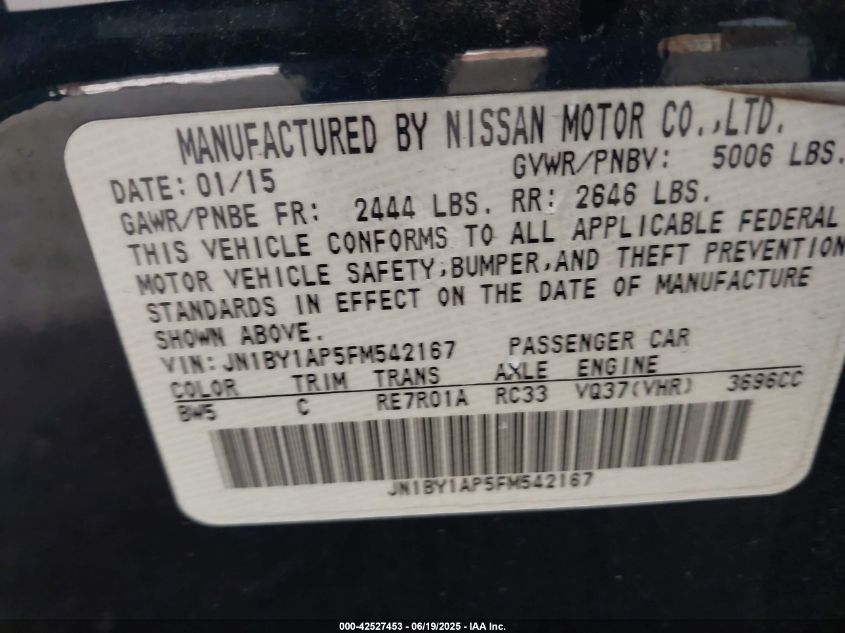 MANUFACTURED BY NISSAN MOTOR CO.,LTD.
DATE: 01/15 GVWR/PNBV: 5006 LBS.
GAWR/PNBE FR: 2444 LBS. RR: 2646 LBS.
THIS VEHICLE CONFORMS TO ALL APPLICABLE FEDERAL
MOTOR VEHICLE SAFETY,BUMPER,AND THEFT PREVENTION
STANDARDS IN EFFECT ON THE DATE OF MANUFACTURE
SHOWN ABOVE.
VIN: JN1BY1AP5FM542167 PASSENGER CAR
COLOR TRIM TRANS AXLE ENGINE
BW5 C RE7R01A RC33 VQ37(VHR) 3696CC
JN1BY1AP5FM542167
000-42527453 - 06/19/2025 - IAA Inc.